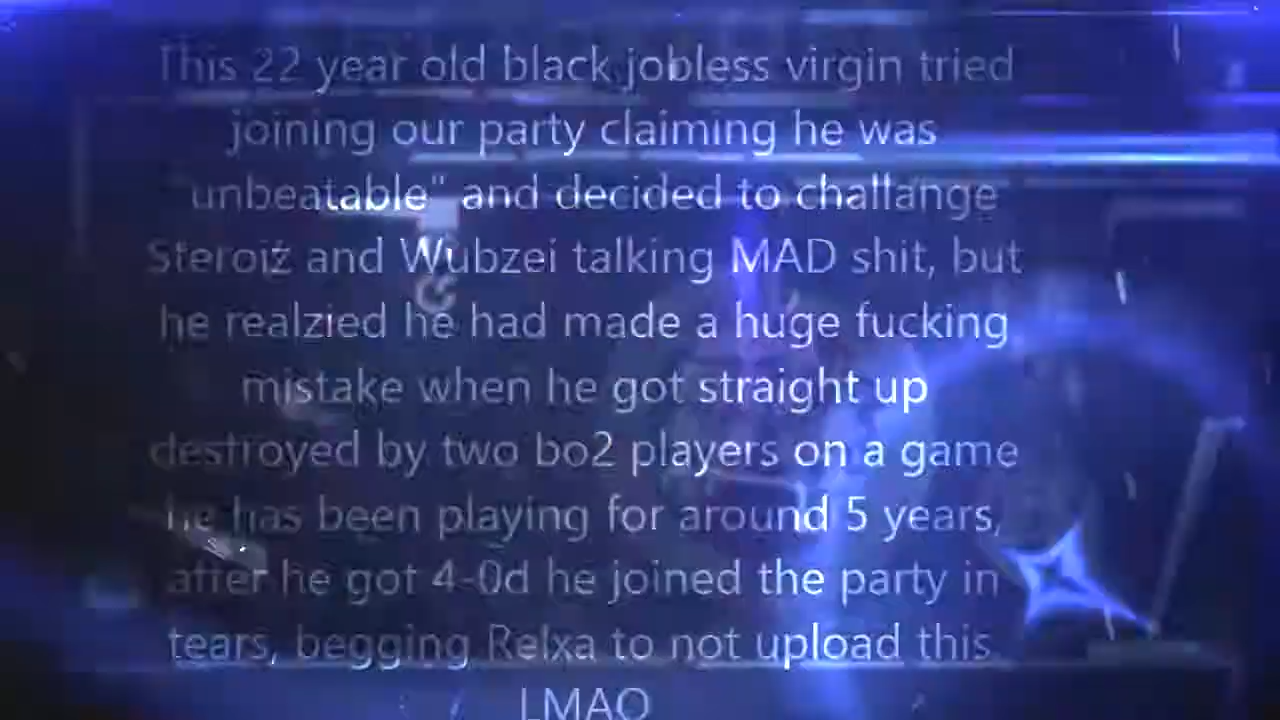 This 22 year old black jobless virgin tried
joining our party claiming he was
"unbeatable" and decided to challange
Steroiz and Wubzei talking MAD shit, but
he realzied he had made a huge fucking
mistake when he got straight up
destroyed by two bo2 players on a game
he has been playing for around 5 years,
after he got 4-0d he joined the party in
tears, begging Relxa to not upload this.
LMAO